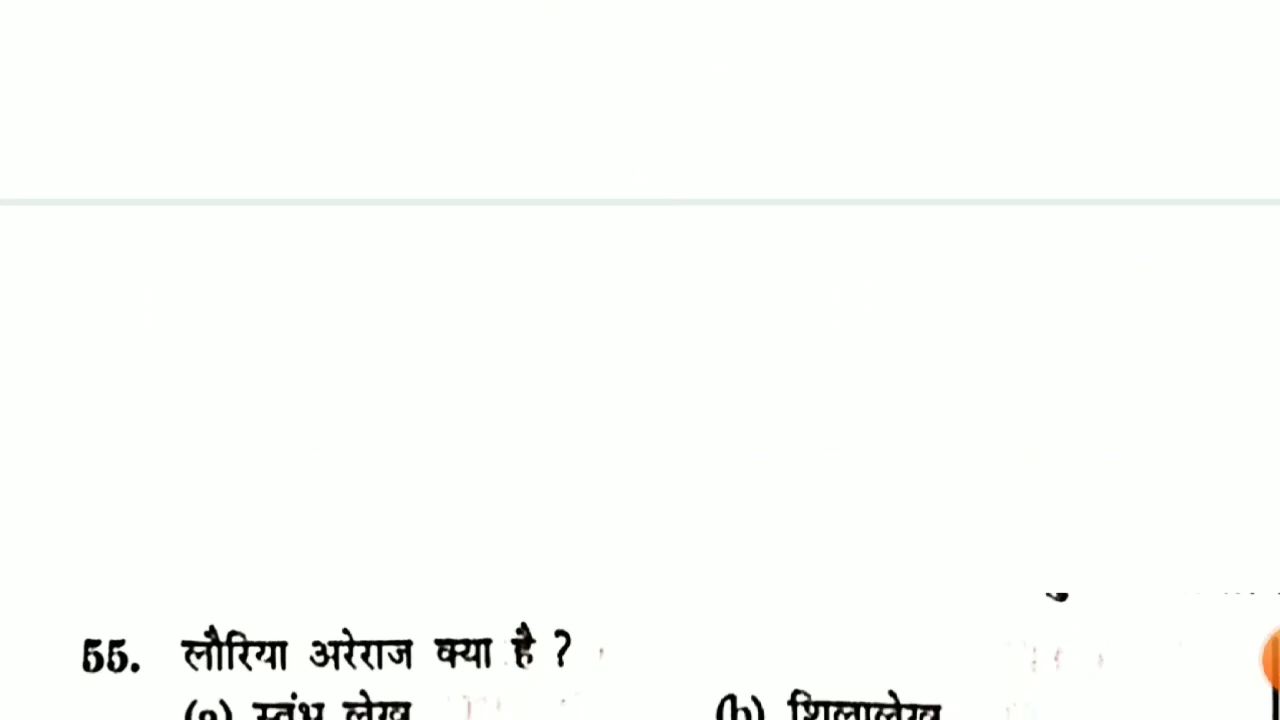 55. लौरिया अरेराज क्या है ?
(a) स्तंभ लेख (b) शिलालेख